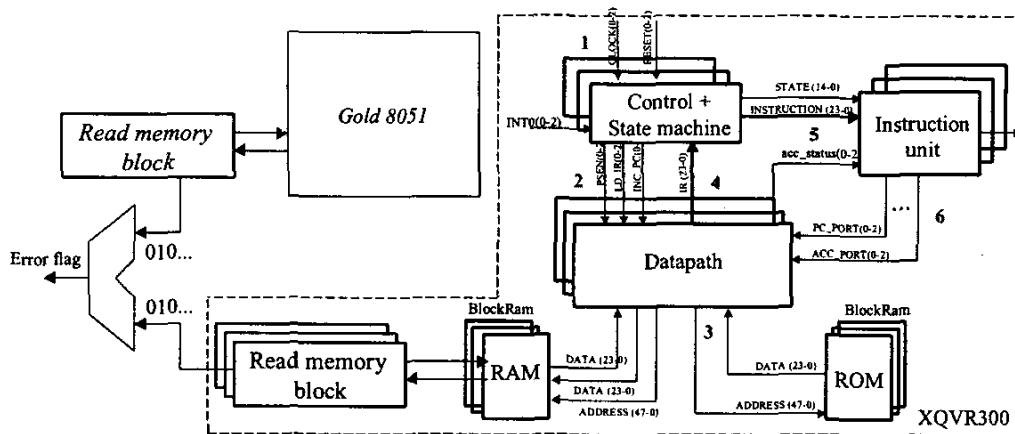 1
CLOCK(0-2)
RESET(0-2)
Gold 8051
Read memory
block
INT0(0-2)
Control +
State machine
STATE (14-0)
INSTRUCTION (23-0)
5
acc_status(0-2
Instruction
unit
2
PSEN(0-2)
LD_IR(0-2)
INC_PC(0-2
IR (23-0)
4
...
6
PC_PORT(0-2)
ACC_PORT(0-2)
Datapath
010...
Error flag
010...
3
Read memory
block
BlockRam
RAM
DATA (23-0)
DATA (23-0)
ADDRESS (47-0)
DATA (23-0)
ADDRESS (47-0)
BlockRam
ROM
XQVR300